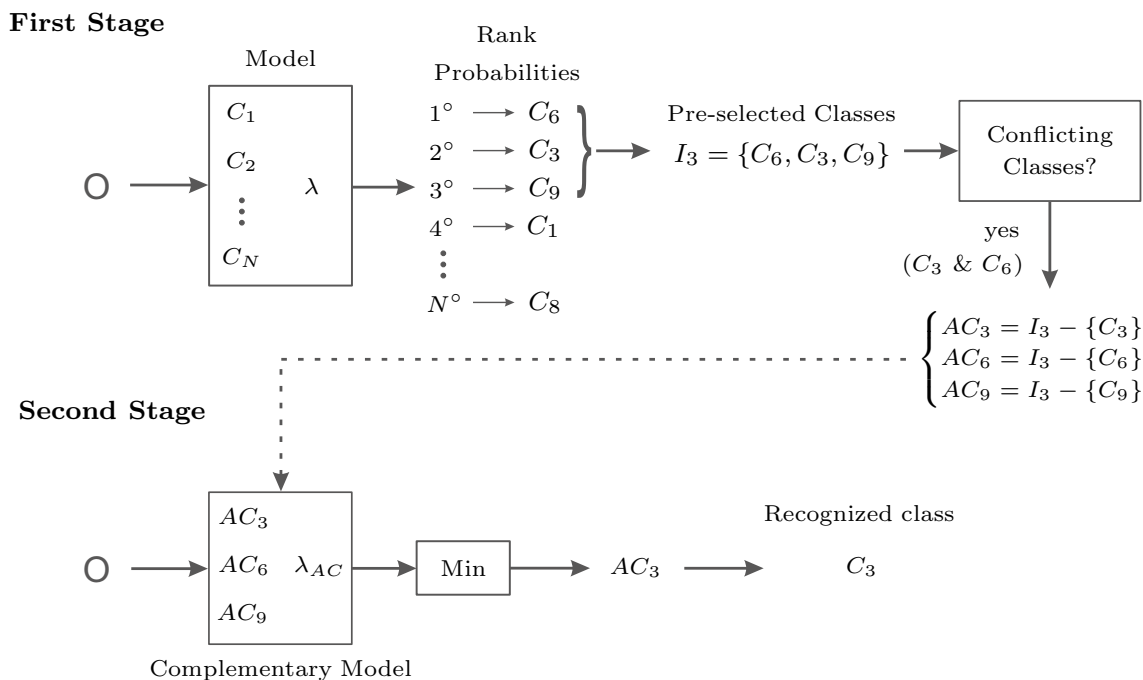 First Stage
Model
Rank
Probabilities
O
C₁
C₂
⋮
C_N
λ
1° → C₆
2° → C₃
3° → C₉
4° → C₁
⋮
N° → C₈
}
Pre-selected Classes
I₃ = {C₆, C₃, C₉}
Conflicting
Classes?
yes
(C₃ & C₆)
{
AC₃ = I₃ − {C₃}
AC₆ = I₃ − {C₆}
AC₉ = I₃ − {C₉}
Second Stage
O
AC₃
AC₆
AC₉
λ_AC
Complementary Model
Min
AC₃
Recognized class
C₃